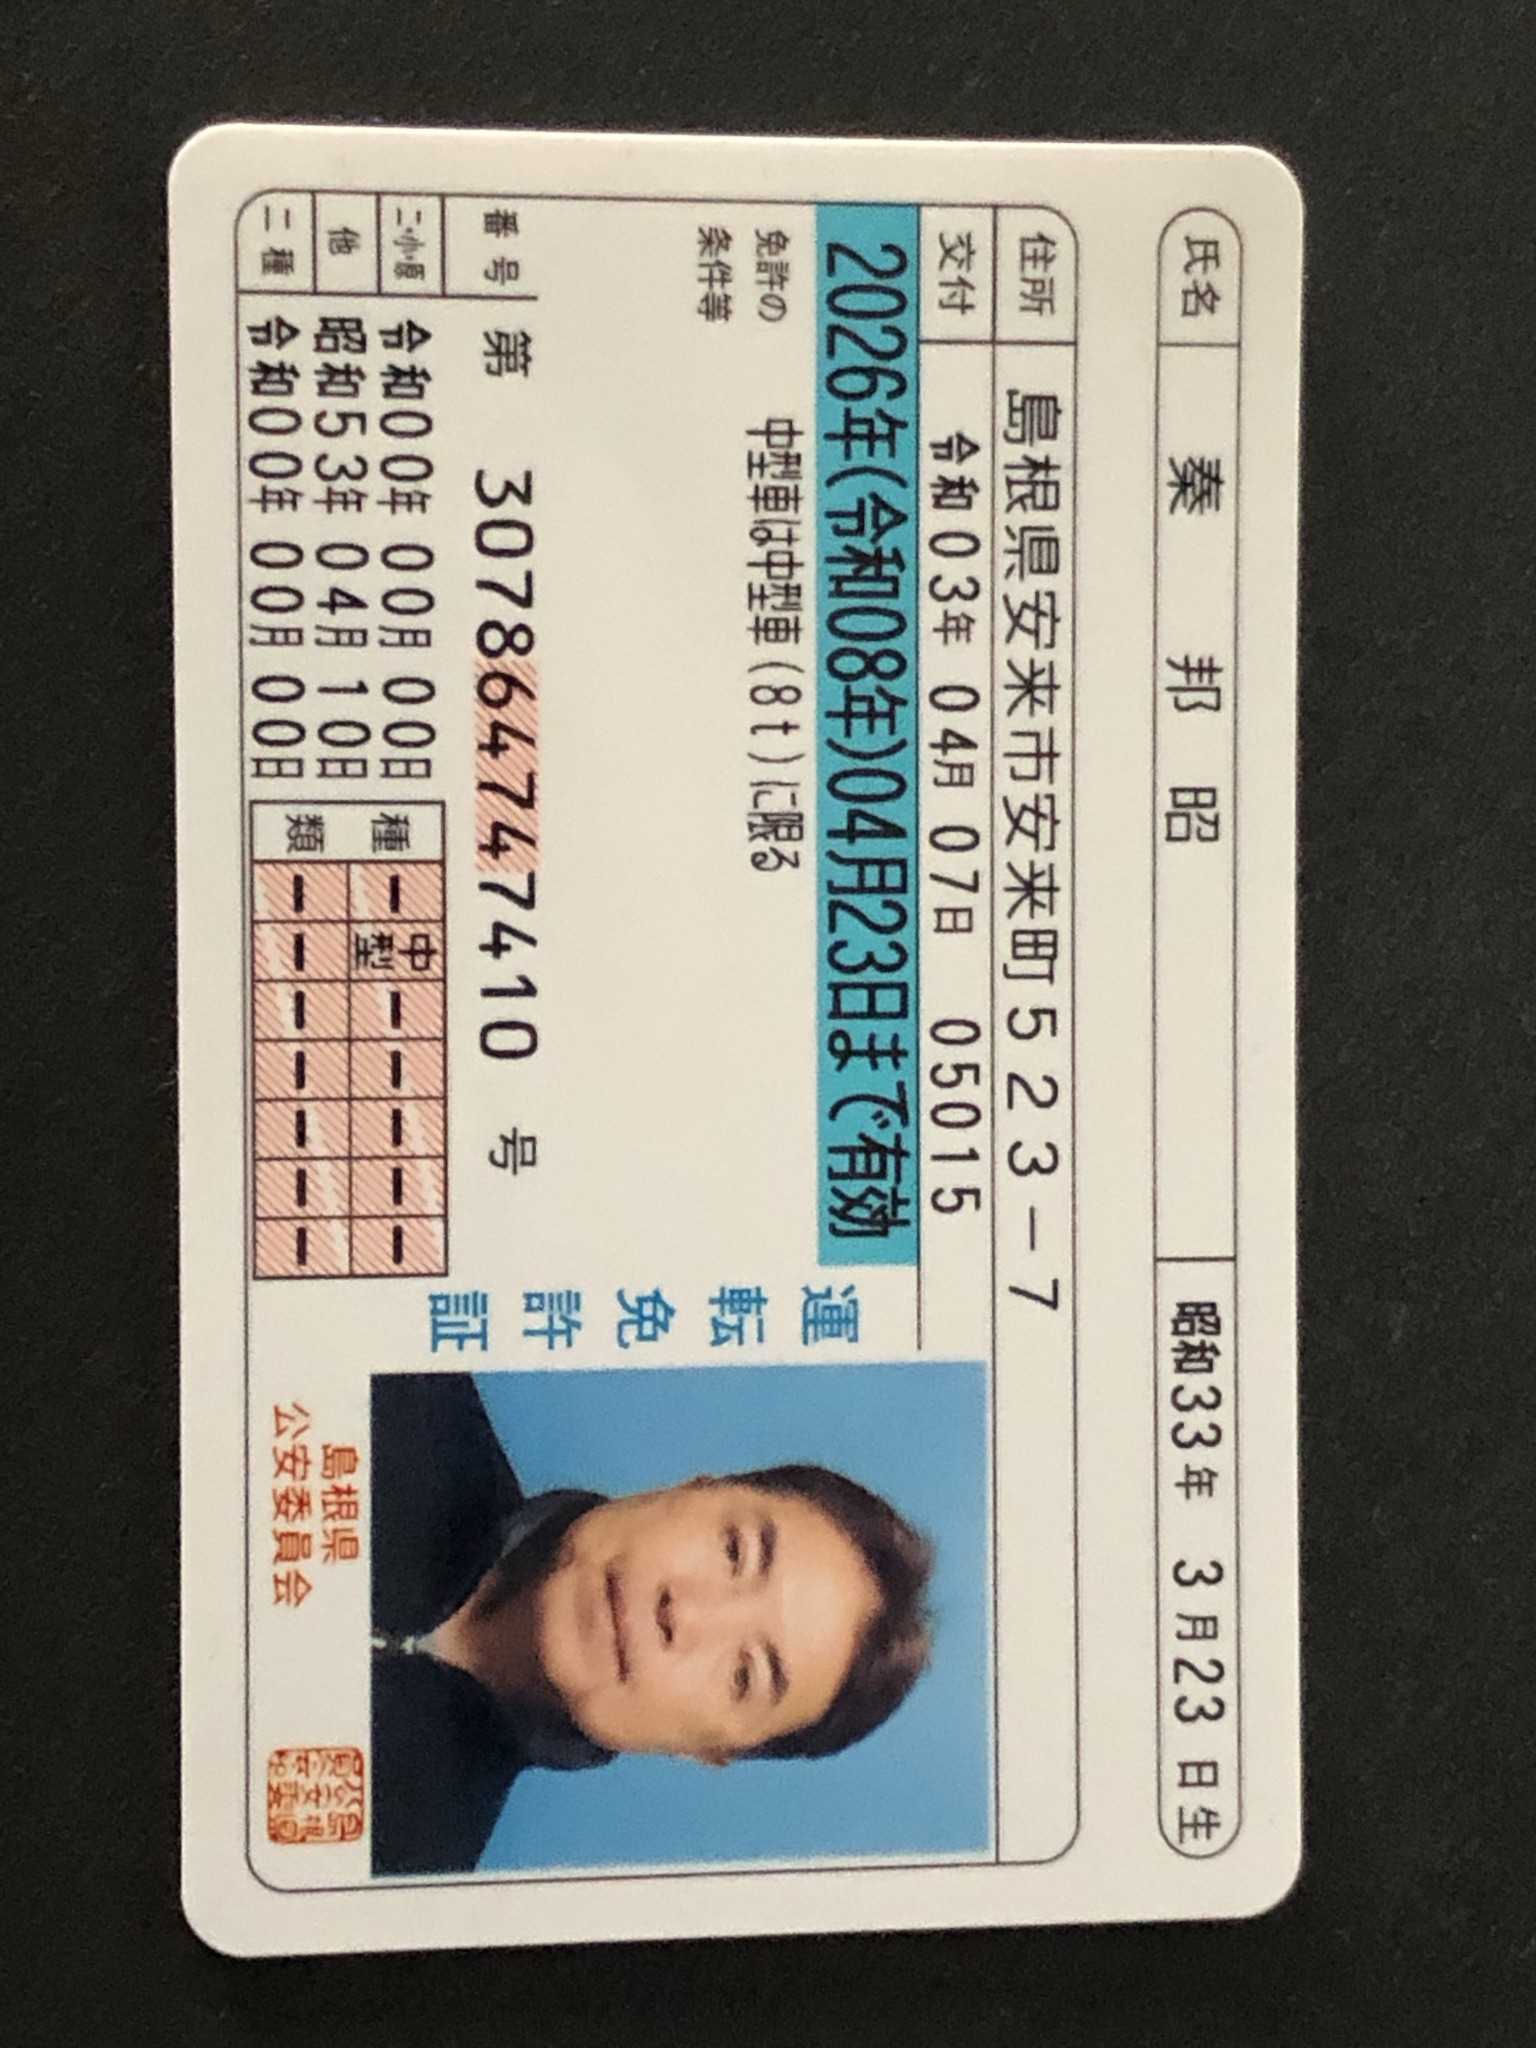 氏名 秦 邦昭 昭和33年 3月23日生
住所 島根県安来市安来町523-7
交付 令和03年04月07日 05015
2026年(令和08年)04月23日まで有効
免許の条件等
中型車は中型車(8t)に限る
番号 第 307864747410 号
二・小・原 令和00年00月00日
他 昭和53年04月10日
二種 令和00年00月00日
種類
中型
運転免許証
島根県
公安委員会